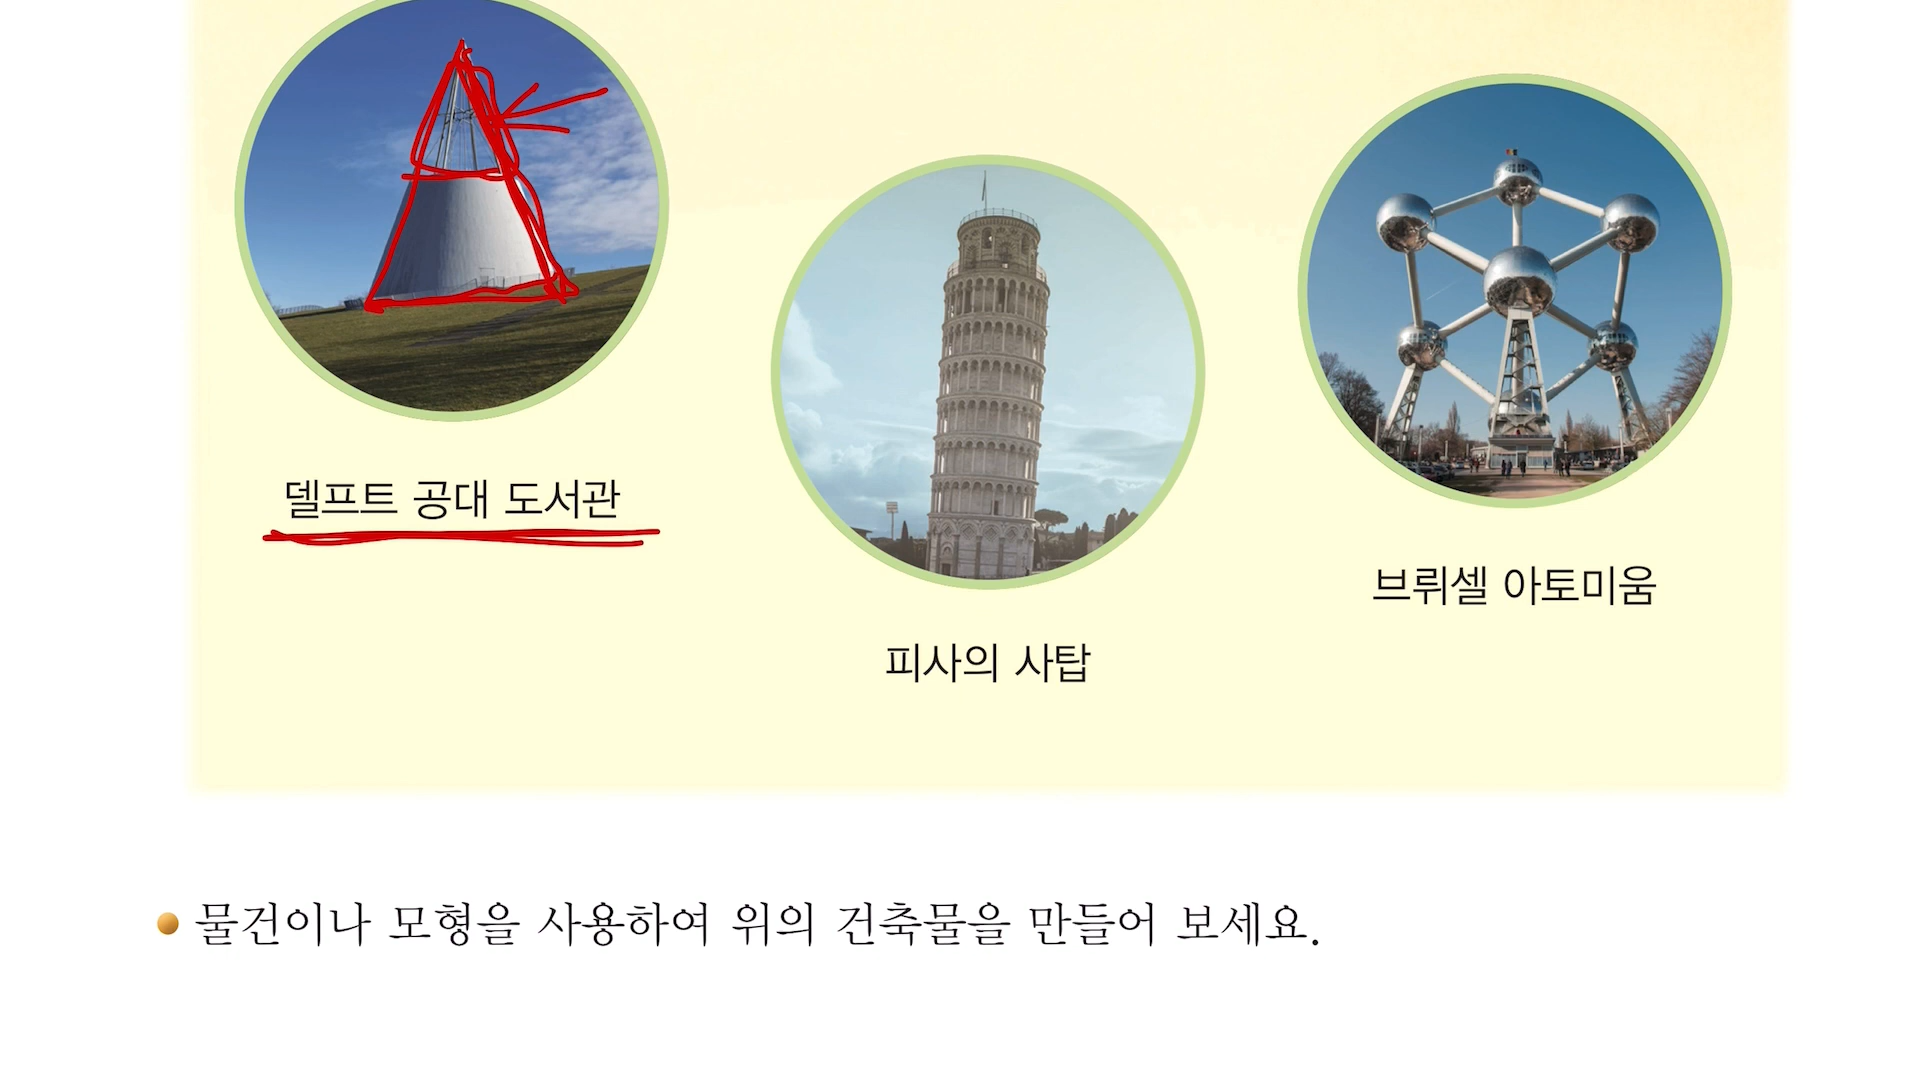 델프트 공대 도서관
피사의 사탑
브뤼셀 아토미움
물건이나 모형을 사용하여 위의 건축물을 만들어 보세요.